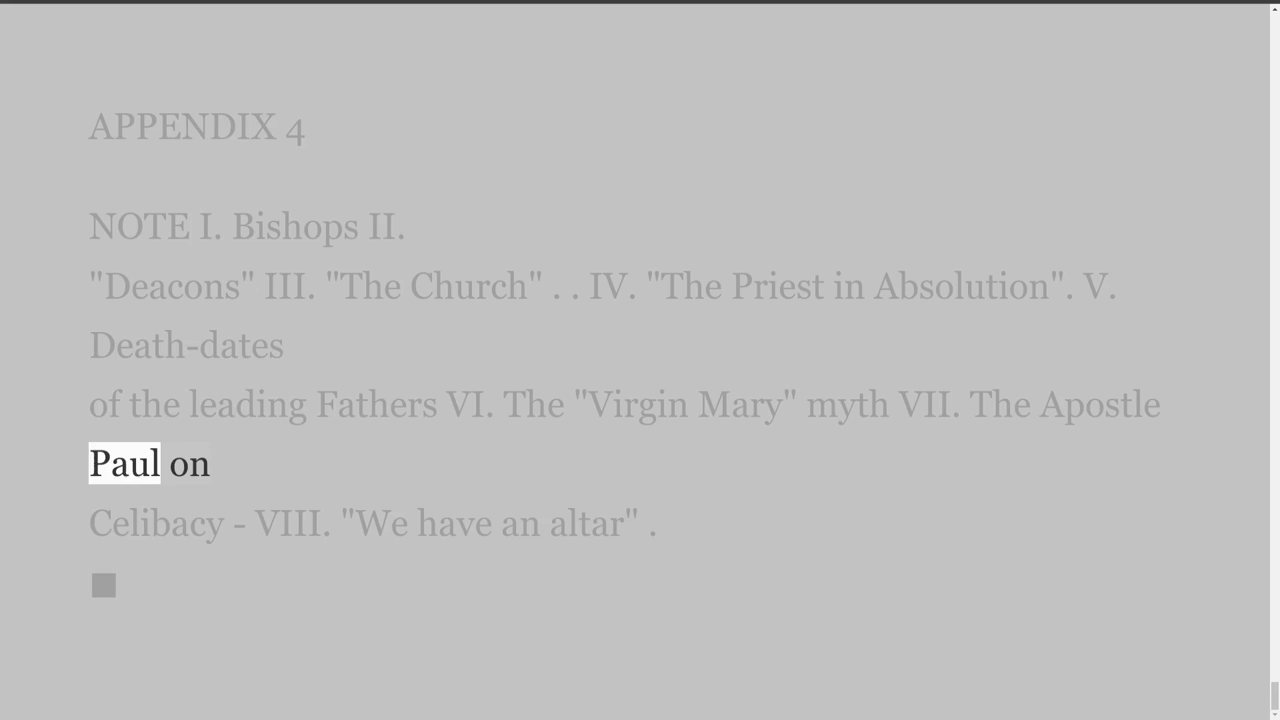 APPENDIX 4
NOTE I. Bishops II.
"Deacons" III. "The Church" . . IV. "The Priest in Absolution". V.
Death-dates
of the leading Fathers VI. The "Virgin Mary" myth VII. The Apostle
Paul on
Celibacy - VIII. "We have an altar" .
■